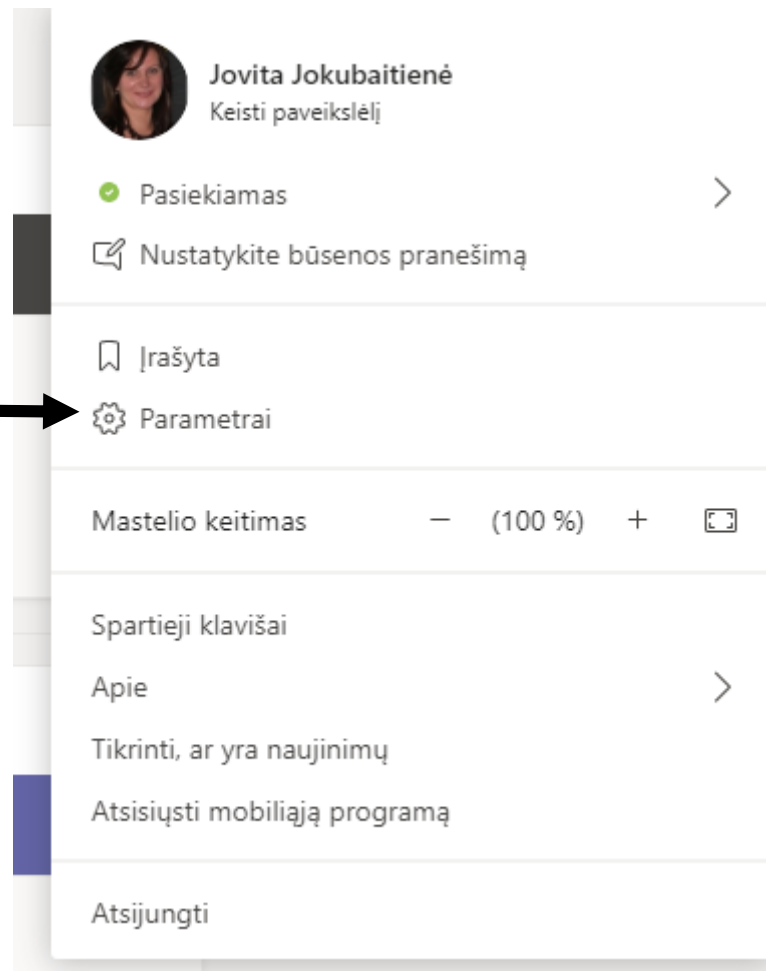 Jovita Jokubaitienė
Keisti paveikslėlį
Pasiekiamas
Nustatykite būsenos pranešimą
Įrašyta
Parametrai
Mastelio keitimas − (100 %) +
Spartieji klavišai
Apie
Tikrinti, ar yra naujinimų
Atsisiųsti mobiliąją programą
Atsijungti